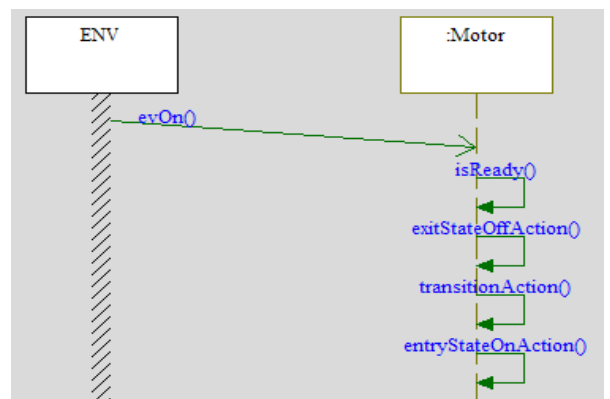 ENV
:Motor
evOn()
isReady()
exitStateOffAction()
transitionAction()
entryStateOnAction()